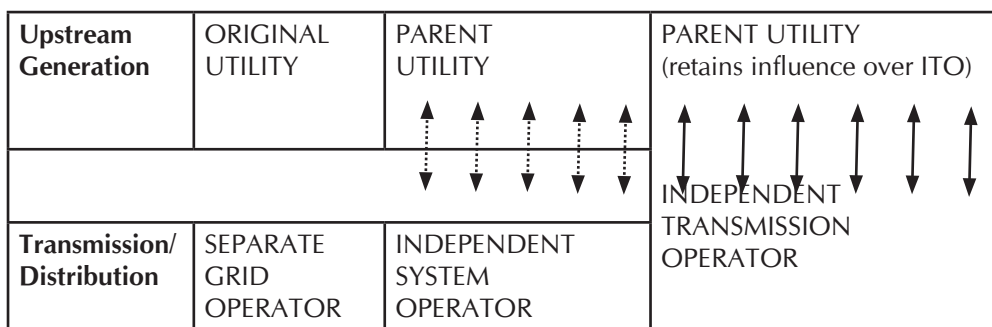 Upstream
Generation
ORIGINAL
UTILITY
PARENT
UTILITY
PARENT UTILITY
(retains influence over ITO)
Transmission/
Distribution
SEPARATE
GRID
OPERATOR
INDEPENDENT
SYSTEM
OPERATOR
INDEPENDENT
TRANSMISSION
OPERATOR